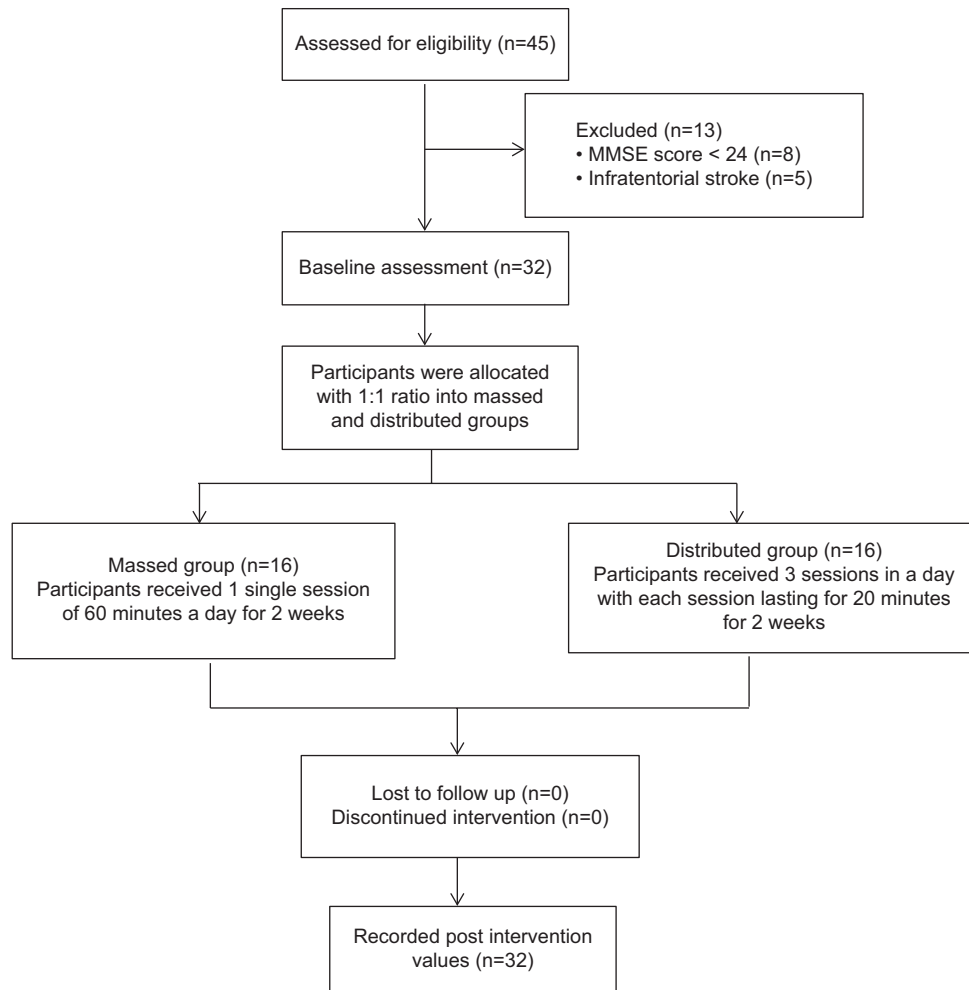 Assessed for eligibility (n=45)
Excluded (n=13)
• MMSE score < 24 (n=8)
• Infratentorial stroke (n=5)
Baseline assessment (n=32)
Participants were allocated
with 1:1 ratio into massed
and distributed groups
Massed group (n=16)
Participants received 1 single session
of 60 minutes a day for 2 weeks
Distributed group (n=16)
Participants received 3 sessions in a day
with each session lasting for 20 minutes
for 2 weeks
Lost to follow up (n=0)
Discontinued intervention (n=0)
Recorded post intervention
values (n=32)